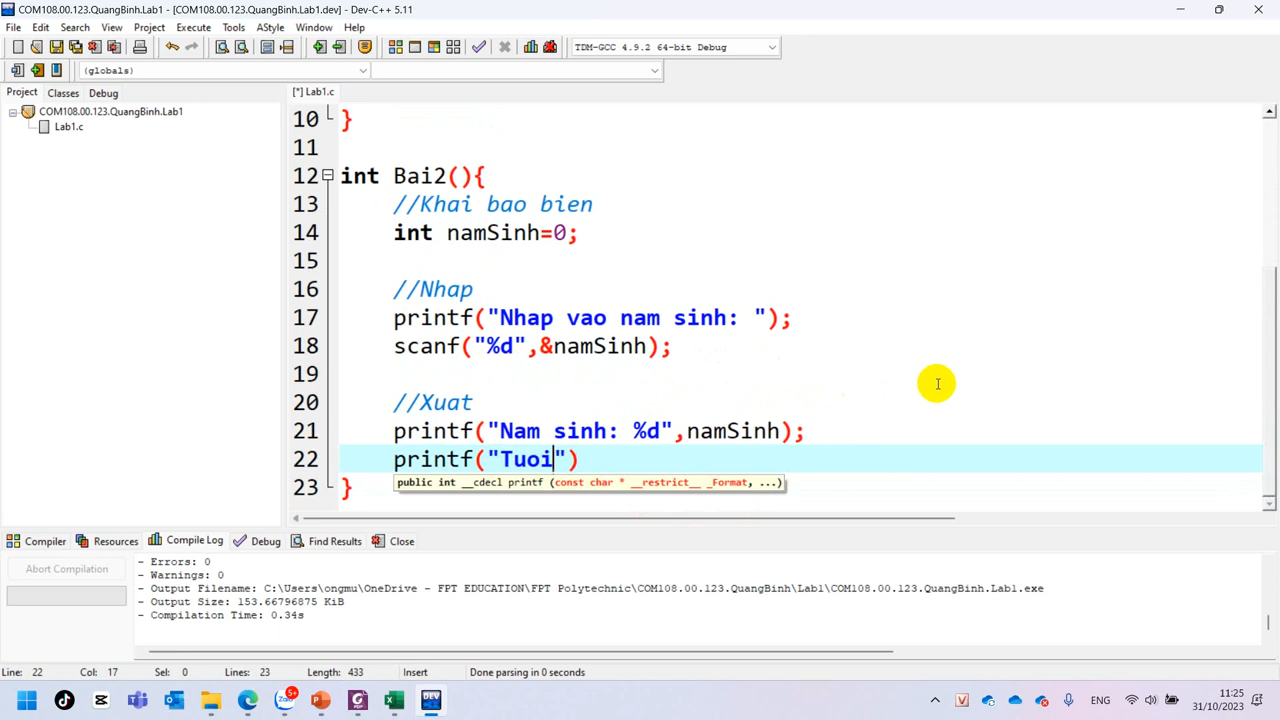 COM108.00.123.QuangBinh.Lab1 - [COM108.00.123.QuangBinh.Lab1.dev] - Dev-C++ 5.11
File Edit Search View Project Execute Tools AStyle Window Help
TDM-GCC 4.9.2 64-bit Debug
(globals)
Project Classes Debug
[*] Lab1.c
COM108.00.123.QuangBinh.Lab1
Lab1.c
10 }
11
12 int Bai2(){
13 //Khai bao bien
14 int namSinh=0;
15
16 //Nhap
17 printf("Nhap vao nam sinh: ");
18 scanf("%d",&namSinh);
19
20 //Xuat
21 printf("Nam sinh: %d",namSinh);
22 printf("Tuoi")
public int __cdecl printf (const char * __restrict__ _Format, ...)
23 }
Compiler Resources Compile Log Debug Find Results Close
Abort Compilation
- Errors: 0
- Warnings: 0
- Output Filename: C:\Users\ongmu\OneDrive - FPT EDUCATION\FPT Polytechnic\COM108.00.123.QuangBinh\Lab1\COM108.00.123.QuangBinh.Lab1.exe
- Output Size: 153.66796875 KiB
- Compilation Time: 0.34s
Line: 22 Col: 17 Sel: 0 Lines: 23 Length: 433 Insert Done parsing in 0 seconds
Zalo 5+ DEV
ENG
11:25
31/10/2023